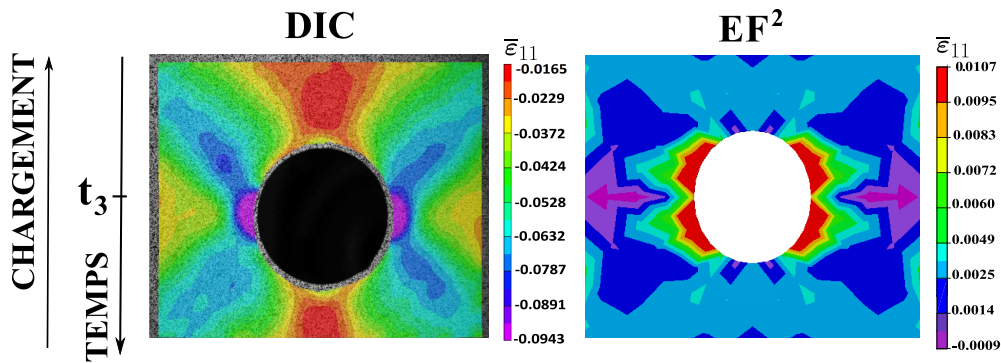 DIC
EF²
CHARGEMENT
t₃
TEMPS
ε̅₁₁
-0.0165
-0.0229
-0.0372
-0.0424
-0.0528
-0.0632
-0.0787
-0.0891
-0.0943
ε̅₁₁
0.0107
0.0095
0.0083
0.0072
0.0060
0.0049
0.0025
0.0014
-0.0009